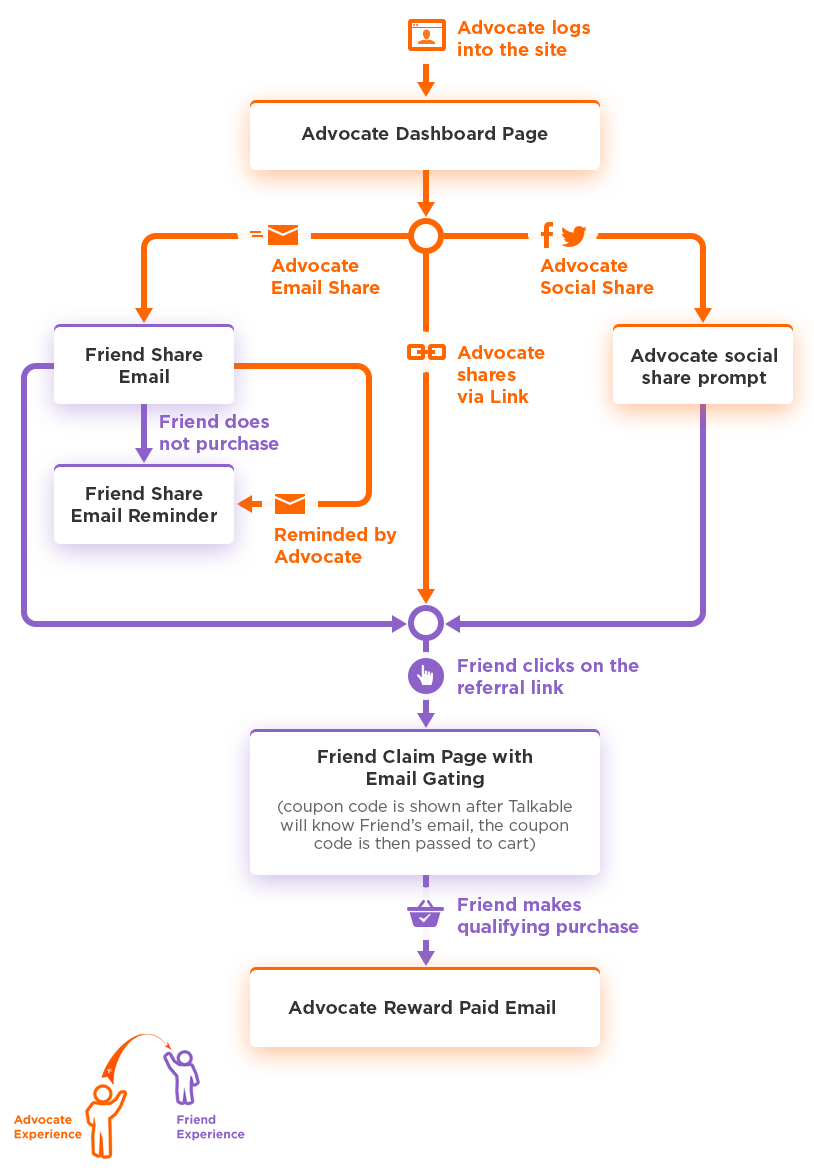 Advocate logs
into the site
Advocate Dashboard Page
Advocate
Email Share
Advocate
Social Share
Friend Share
Email
Advocate
shares
via Link
Advocate social
share prompt
Friend does
not purchase
Friend Share
Email Reminder
Reminded by
Advocate
Friend clicks on the
referral link
Friend Claim Page with
Email Gating
(coupon code is shown after Talkable
will know Friend’s email, the coupon
code is then passed to cart)
Friend makes
qualifying purchase
Advocate Reward Paid Email
Advocate
Experience
Friend
Experience